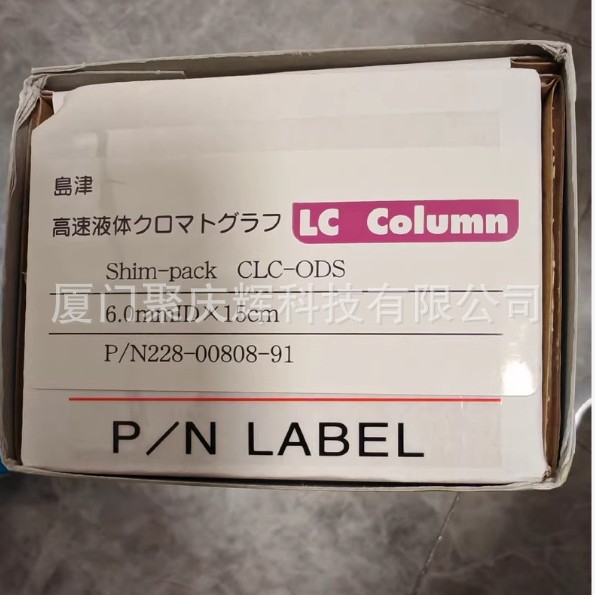 島津
高速液体クロマトグラフ LC Column
Shim-pack CLC-ODS
厦门聚庆辉科技有限公司
6.0mmID×15cm
P/N228-00808-91
P/N LABEL